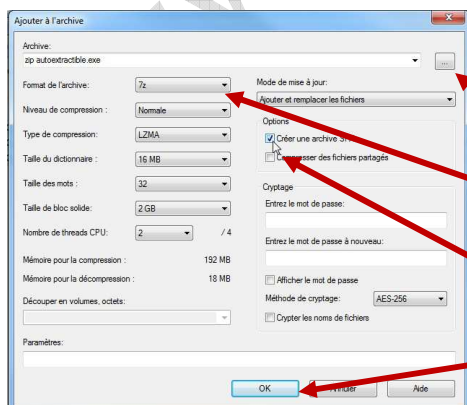 Ajouter à l'archive
Archive:
zip autoextractible.exe
...
Format de l'archive: 7z
Niveau de compression : Normale
Type de compression: LZMA
Taille du dictionnaire : 16 MB
Taille des mots : 32
Taille de bloc solide: 2 GB
Nombre de threads CPU: 2 / 4
Mémoire pour la compression : 192 MB
Mémoire pour la décompression : 18 MB
Découper en volumes, octets:
Mode de mise à jour:
Ajouter et remplacer les fichiers
Options
Créer une archive
des fichiers partagés
Cryptage
Entrez le mot de passe:
Entrez le mot de passe à nouveau:
Afficher le mot de passe
Méthode de cryptage: AES-256
Crypter les noms de fichiers
Paramètres:
OK
Annuler
Aide